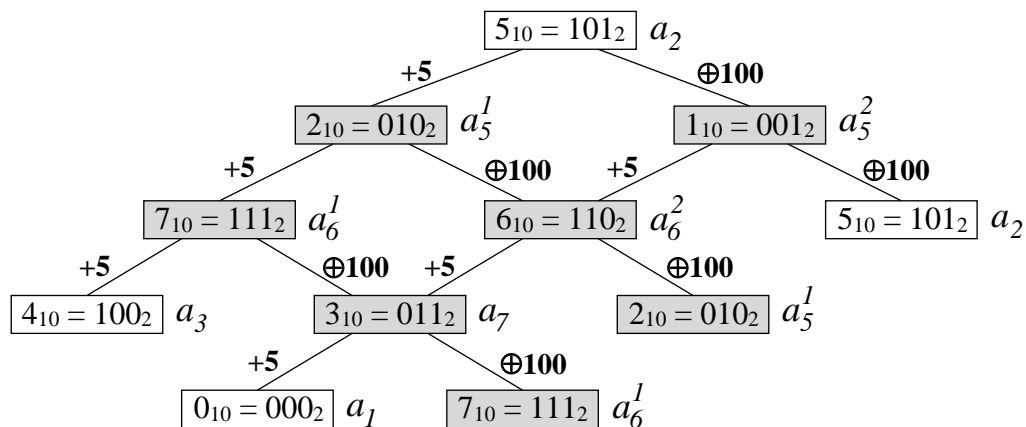 5₁₀ = 101₂ a₂
+5 ⊕100
2₁₀ = 010₂ a₅¹ 1₁₀ = 001₂ a₅²
+5 ⊕100 +5 ⊕100
7₁₀ = 111₂ a₆¹ 6₁₀ = 110₂ a₆² 5₁₀ = 101₂ a₂
+5 ⊕100 +5 ⊕100
4₁₀ = 100₂ a₃ 3₁₀ = 011₂ a₇ 2₁₀ = 010₂ a₅¹
+5 ⊕100
0₁₀ = 000₂ a₁ 7₁₀ = 111₂ a₆¹